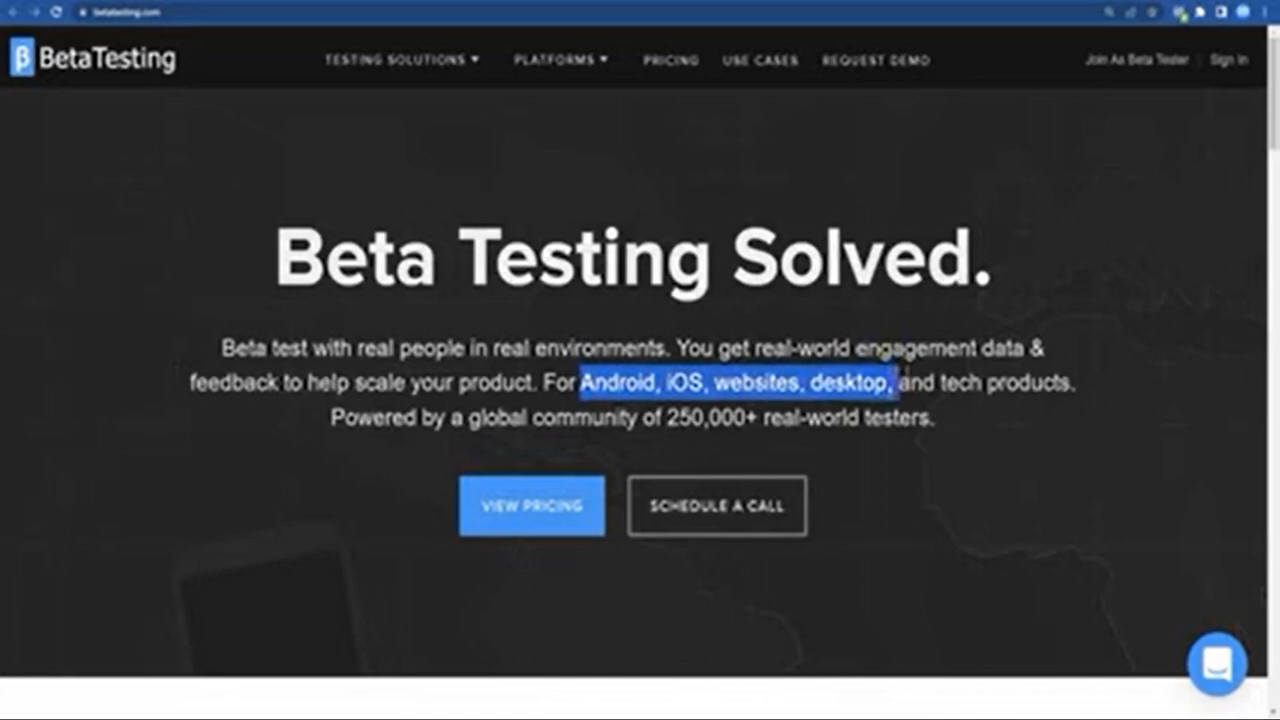 betatesting.com
β BetaTesting
TESTING SOLUTIONS
PLATFORMS
PRICING
USE CASES
REQUEST DEMO
Join As Beta Tester
Sign In
Beta Testing Solved.
Beta test with real people in real environments. You get real-world engagement data &
feedback to help scale your product. For Android, iOS, websites, desktop, and tech products.
Powered by a global community of 250,000+ real-world testers.
VIEW PRICING
SCHEDULE A CALL